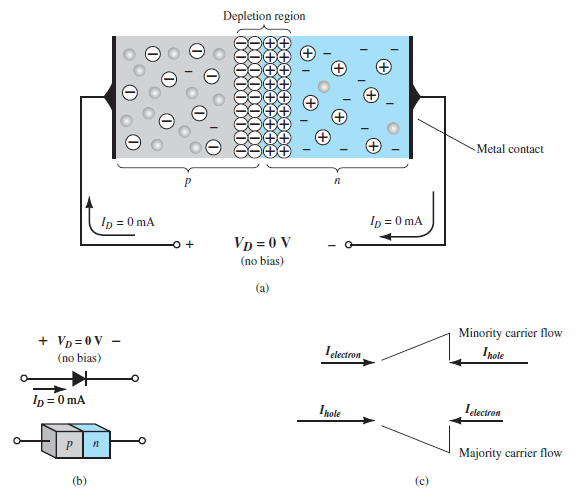 Depletion region
Metal contact
p
n
I_D = 0 mA
I_D = 0 mA
+
V_D = 0 V
–
(no bias)
(a)
+ V_D = 0 V –
(no bias)
I_D = 0 mA
p
n
(b)
Minority carrier flow
I_electron
I_hole
I_hole
I_electron
Majority carrier flow
(c)